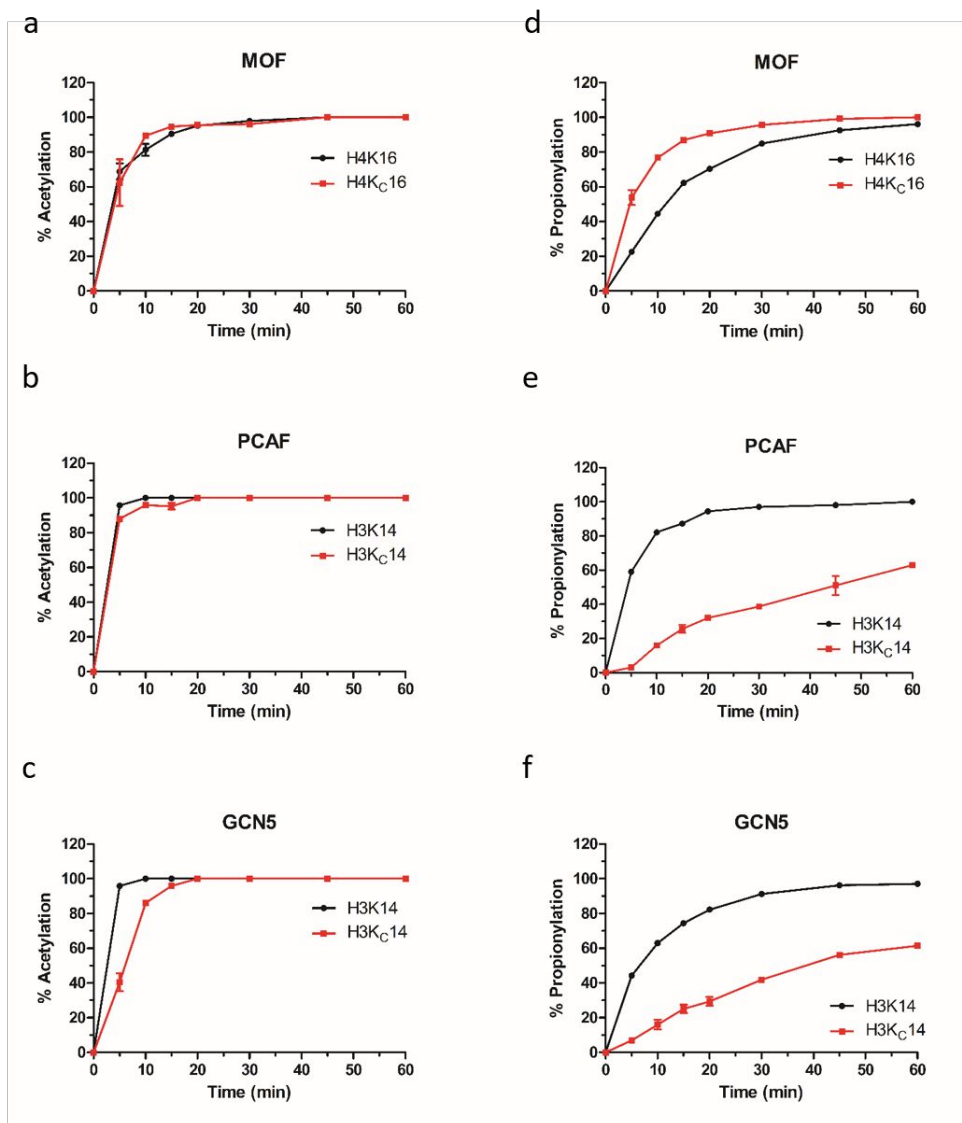 a
MOF
% Acetylation
120
100
80
60
40
20
0
H4K16
H4KC16
0 10 20 30 40 50 60
Time (min)
d
MOF
% Propionylation
120
100
80
60
40
20
0
H4K16
H4KC16
0 10 20 30 40 50 60
Time (min)
b
PCAF
% Acetylation
120
100
80
60
40
20
0
H3K14
H3KC14
0 10 20 30 40 50 60
Time (min)
e
PCAF
% Propionylation
120
100
80
60
40
20
0
H3K14
H3KC14
0 10 20 30 40 50 60
Time (min)
c
GCN5
% Acetylation
120
100
80
60
40
20
0
H3K14
H3KC14
0 10 20 30 40 50 60
Time (min)
f
GCN5
% Propionylation
120
100
80
60
40
20
0
H3K14
H3KC14
0 10 20 30 40 50 60
Time (min)